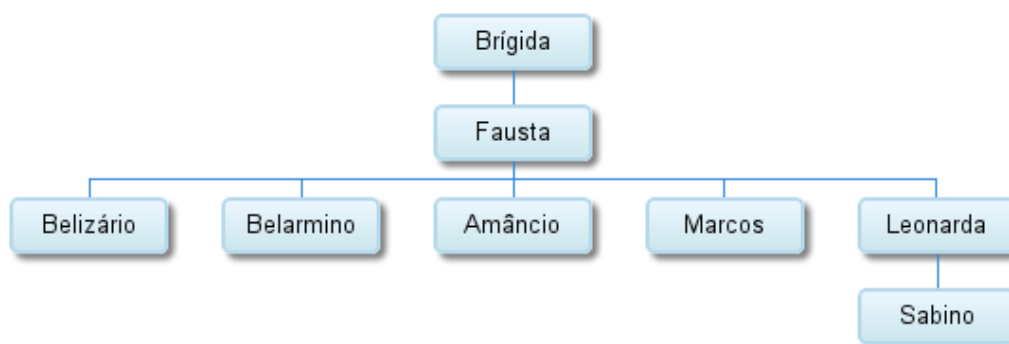 Brígida
Fausta
Belizário
Belarmino
Amâncio
Marcos
Leonarda
Sabino